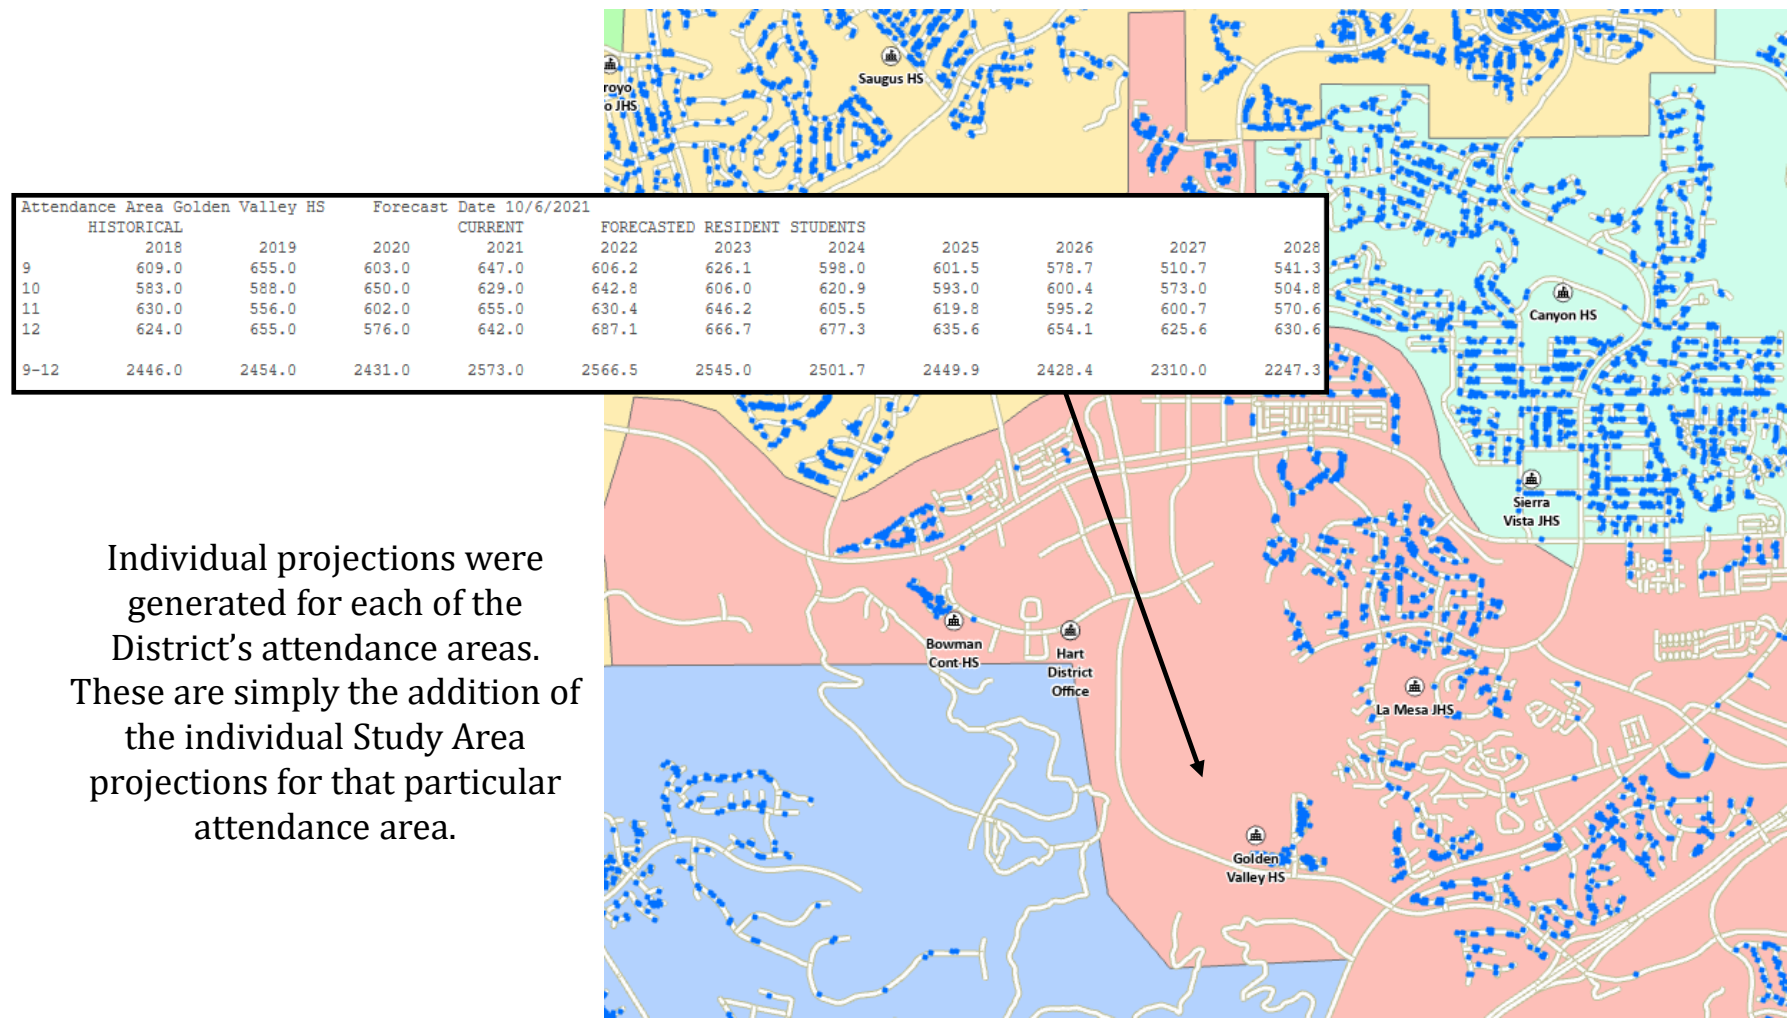 Saugus HS
royo
o JHS
Attendance Area Golden Valley HS Forecast Date 10/6/2021
HISTORICAL CURRENT FORECASTED RESIDENT STUDENTS
2018 2019 2020 2021 2022 2023 2024 2025 2026 2027 2028
9 609.0 655.0 603.0 647.0 606.2 626.1 598.0 601.5 578.7 510.7 541.3
10 583.0 588.0 650.0 629.0 642.8 606.0 620.9 593.0 600.4 573.0 504.8
11 630.0 556.0 602.0 655.0 630.4 646.2 605.5 619.8 595.2 600.7 570.6
12 624.0 655.0 576.0 642.0 687.1 666.7 677.3 635.6 654.1 625.6 630.6
9-12 2446.0 2454.0 2431.0 2573.0 2566.5 2545.0 2501.7 2449.9 2428.4 2310.0 2247.3
Canyon HS
Sierra
Vista JHS
Individual projections were
generated for each of the
District’s attendance areas.
These are simply the addition of
the individual Study Area
projections for that particular
attendance area.
Bowman
Cont HS
Hart
District
Office
La Mesa JHS
Golden
Valley HS